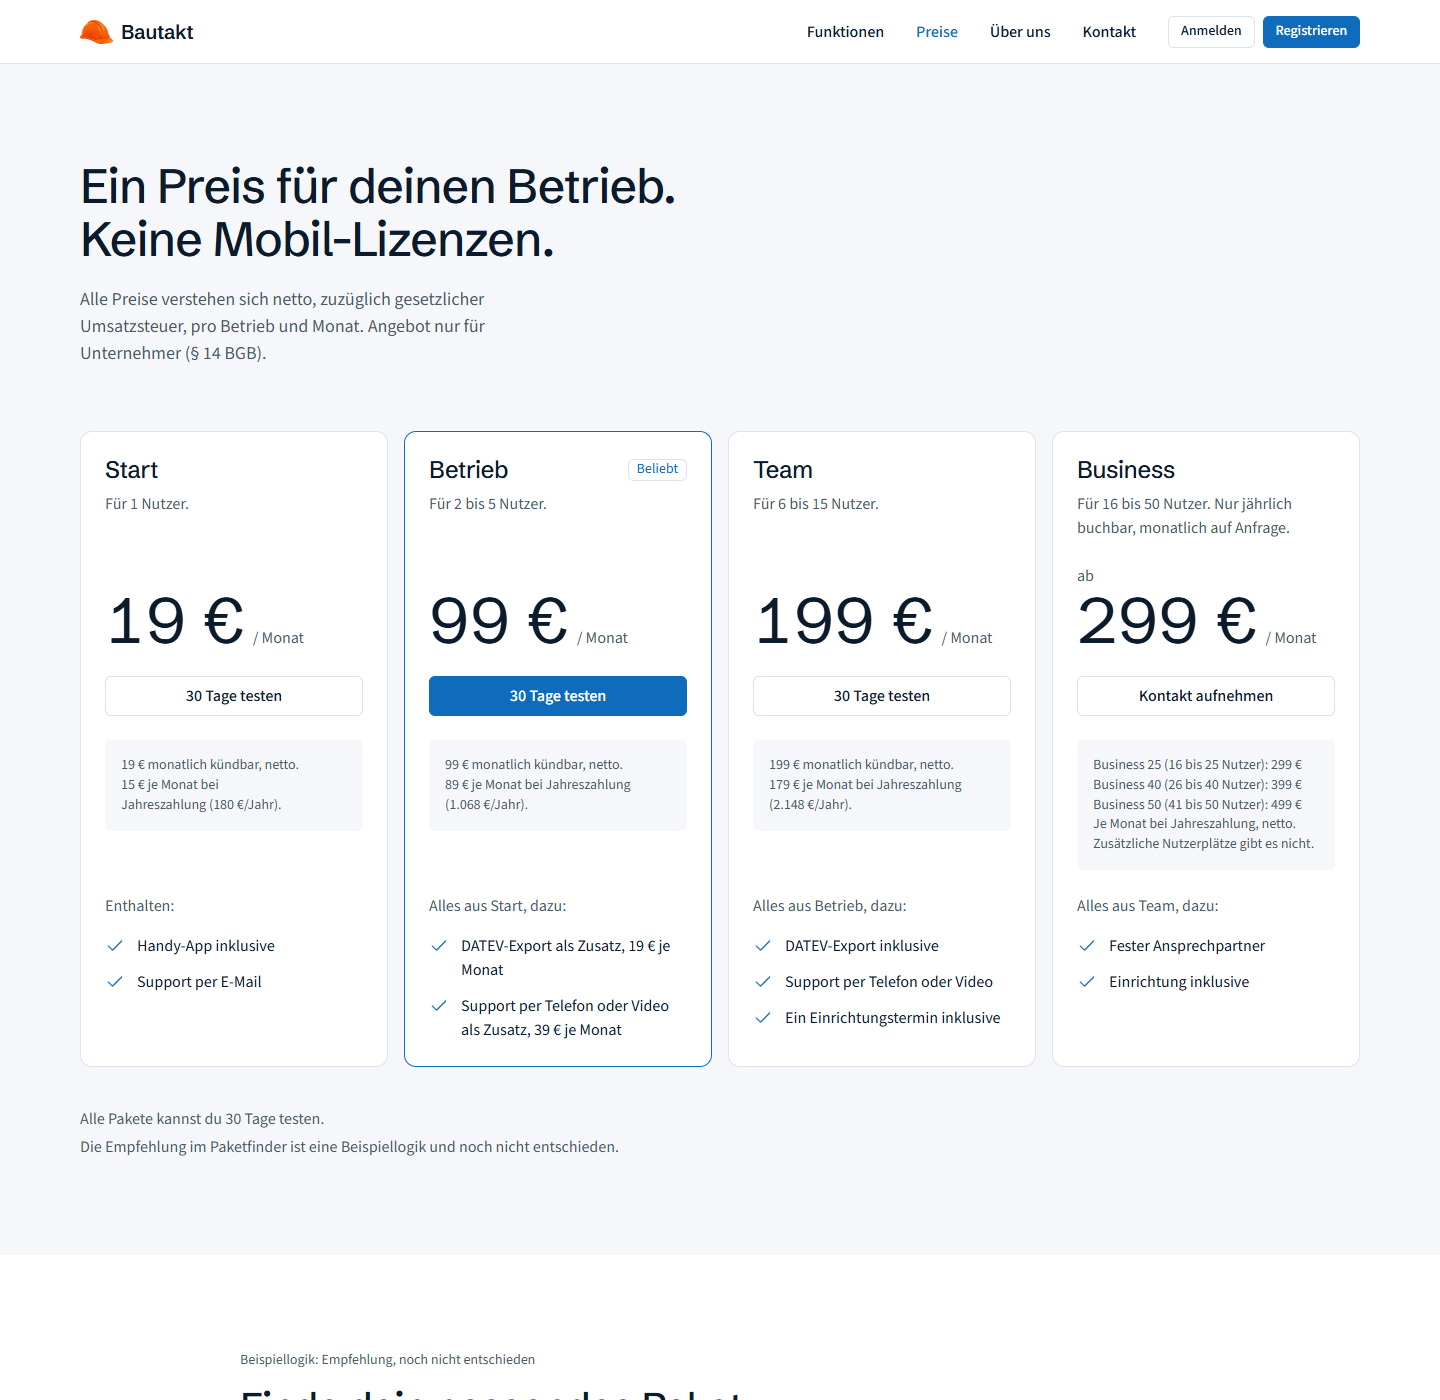 Bautakt
Funktionen
Preise
Über uns
Kontakt
Anmelden
Registrieren
Ein Preis für deinen Betrieb.
Keine Mobil-Lizenzen.
Alle Preise verstehen sich netto, zuzüglich gesetzlicher
Umsatzsteuer, pro Betrieb und Monat. Angebot nur für
Unternehmer (§ 14 BGB).
Start
Für 1 Nutzer.
19 € / Monat
30 Tage testen
19 € monatlich kündbar, netto.
15 € je Monat bei
Jahreszahlung (180 €/Jahr).
Enthalten:
Handy-App inklusive
Support per E-Mail
Betrieb
Beliebt
Für 2 bis 5 Nutzer.
99 € / Monat
30 Tage testen
99 € monatlich kündbar, netto.
89 € je Monat bei Jahreszahlung
(1.068 €/Jahr).
Alles aus Start, dazu:
DATEV-Export als Zusatz, 19 € je
Monat
Support per Telefon oder Video
als Zusatz, 39 € je Monat
Team
Für 6 bis 15 Nutzer.
199 € / Monat
30 Tage testen
199 € monatlich kündbar, netto.
179 € je Monat bei Jahreszahlung
(2.148 €/Jahr).
Alles aus Betrieb, dazu:
DATEV-Export inklusive
Support per Telefon oder Video
Ein Einrichtungstermin inklusive
Business
Für 16 bis 50 Nutzer. Nur jährlich
buchbar, monatlich auf Anfrage.
ab
299 € / Monat
Kontakt aufnehmen
Business 25 (16 bis 25 Nutzer): 299 €
Business 40 (26 bis 40 Nutzer): 399 €
Business 50 (41 bis 50 Nutzer): 499 €
Je Monat bei Jahreszahlung, netto.
Zusätzliche Nutzerplätze gibt es nicht.
Alles aus Team, dazu:
Fester Ansprechpartner
Einrichtung inklusive
Alle Pakete kannst du 30 Tage testen.
Die Empfehlung im Paketfinder ist eine Beispiellogik und noch nicht entschieden.
Beispiellogik: Empfehlung, noch nicht entschieden
Finde dein passendes Paket